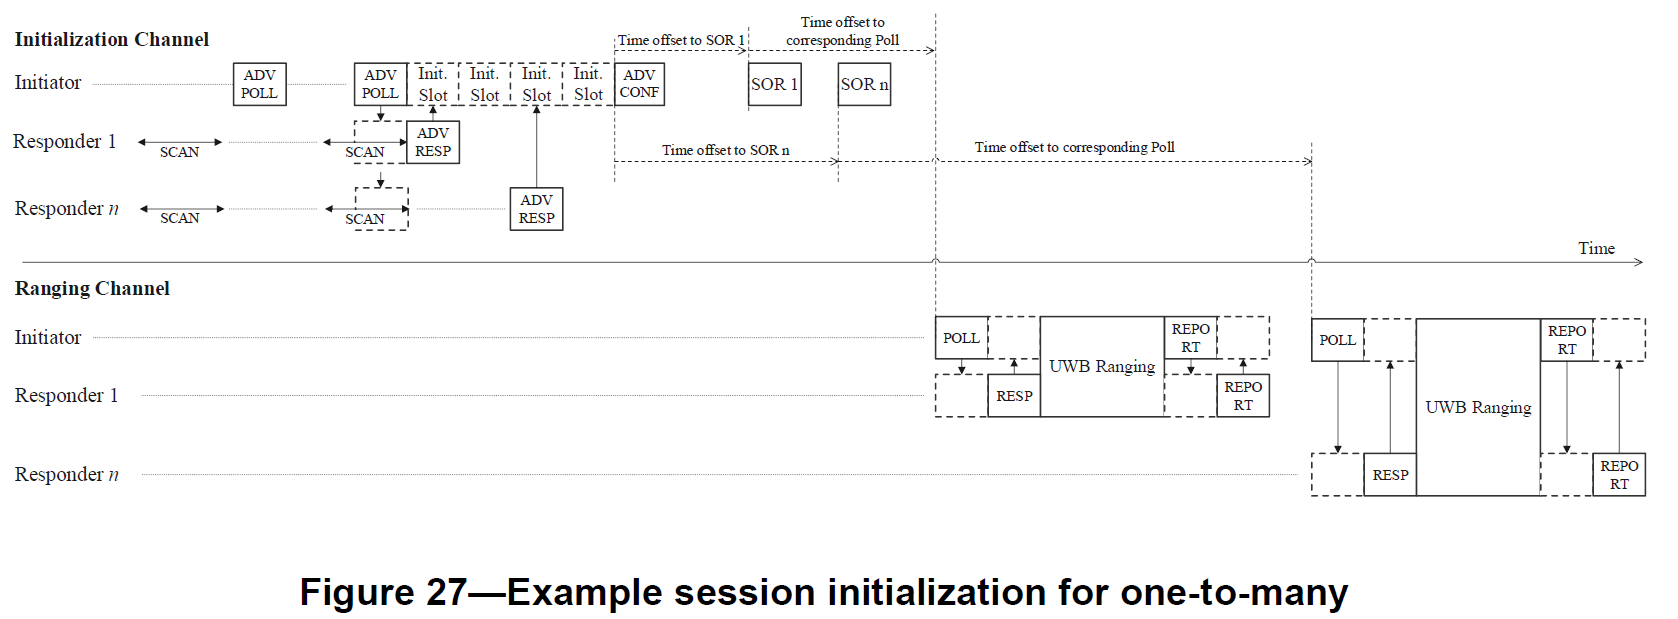 Initialization Channel
Time offset to SOR 1
Time offset to
corresponding Poll
Initiator
ADV
POLL
ADV
POLL
Init.
Slot
Init.
Slot
Init.
Slot
Init.
Slot
ADV
CONF
SOR 1
SOR n
Responder 1
SCAN
SCAN
ADV
RESP
Time offset to SOR n
Time offset to corresponding Poll
Responder n
SCAN
SCAN
ADV
RESP
Time
Ranging Channel
Initiator
POLL
UWB Ranging
REPO
RT
POLL
UWB Ranging
REPO
RT
Responder 1
RESP
REPO
RT
Responder n
RESP
REPO
RT
Figure 27—Example session initialization for one-to-many